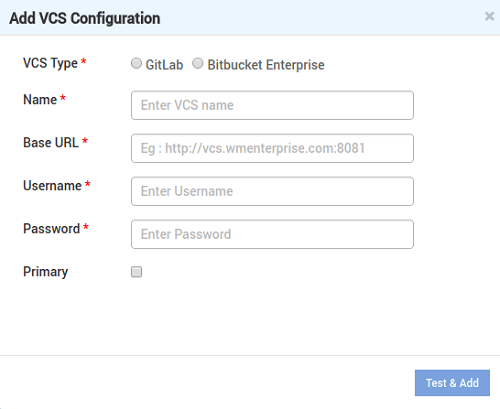 Add VCS Configuration ×
VCS Type * GitLab Bitbucket Enterprise
Name * Enter VCS name
Base URL * Eg : http://vcs.wmenterprise.com:8081
Username * Enter Username
Password * Enter Password
Primary
Test & Add